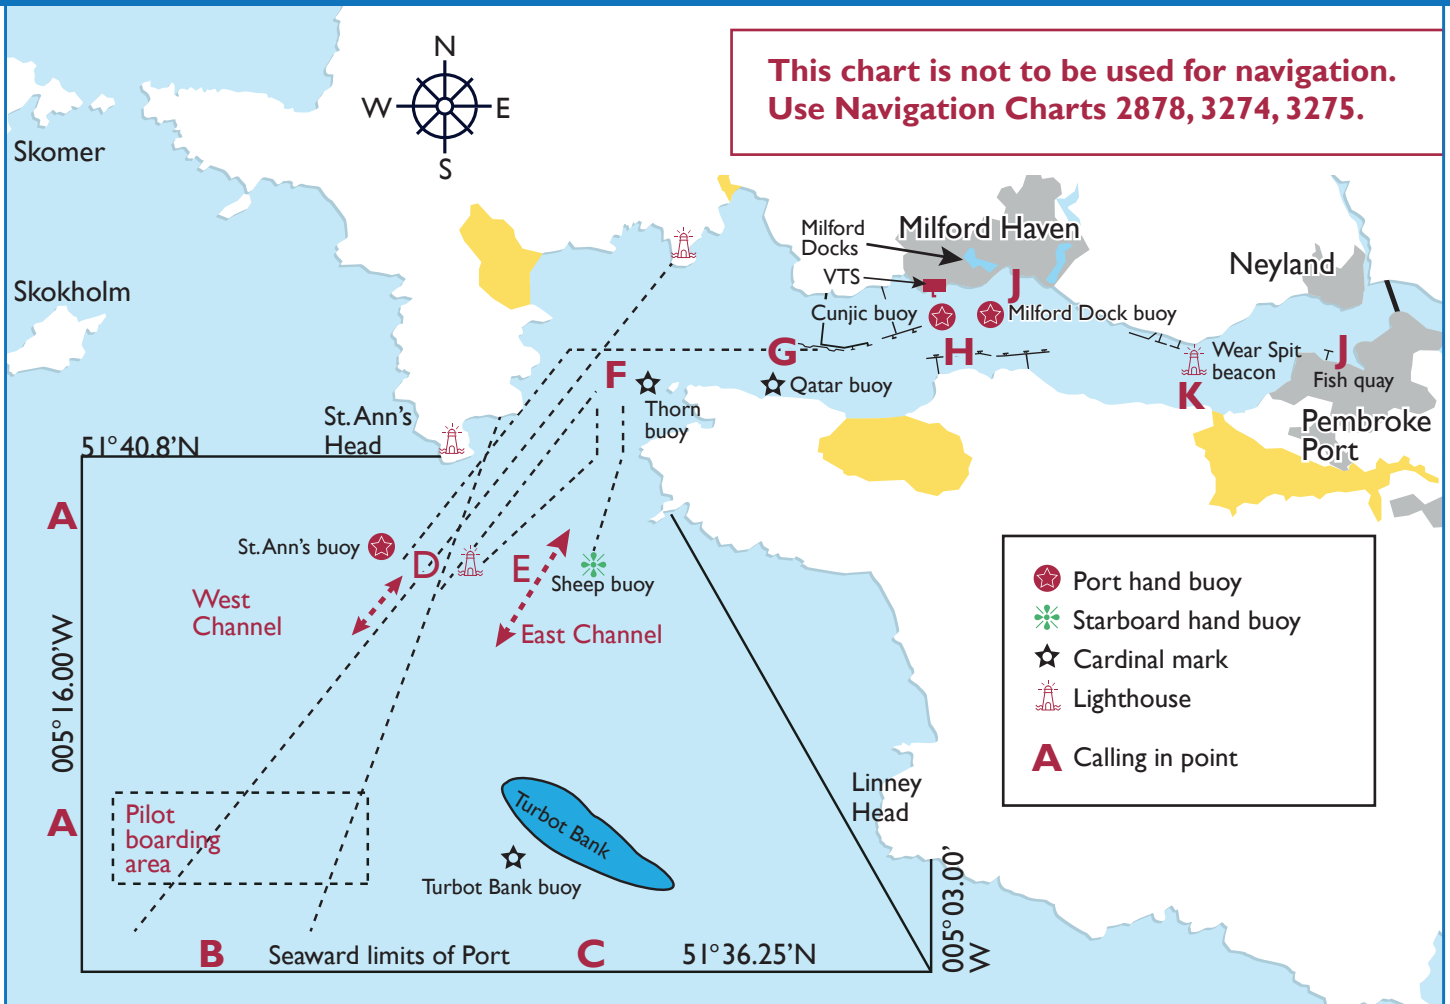 N
W
E
S
This chart is not to be used for navigation.
Use Navigation Charts 2878, 3274, 3275.
Skomer
Skokholm
Milford
Docks
Milford Haven
VTS
J
Cunjic buoy
Milford Dock buoy
Neyland
G
H
F
Qatar buoy
Thorn
buoy
Wear Spit
beacon
K
J
Fish quay
Pembroke
Port
St. Ann's
Head
51°40.8'N
A
St. Ann's buoy
D
E
Sheep buoy
West
Channel
East Channel
005°16.00'W
A
Pilot
boarding
area
Turbot Bank
Turbot Bank buoy
Linney
Head
B
Seaward limits of Port
C
51°36.25'N
005°03.00'
W
Port hand buoy
Starboard hand buoy
Cardinal mark
Lighthouse
A Calling in point